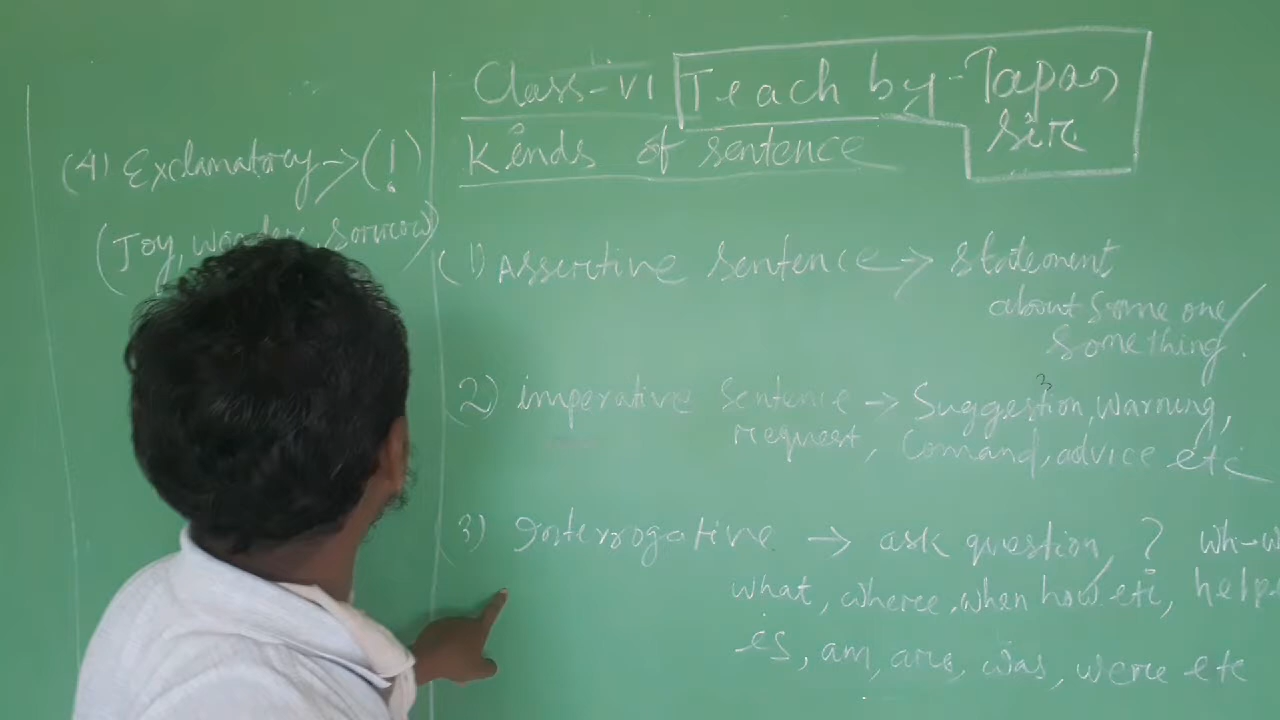 Class-VI Teach by-Tapas sir
Kinds of sentence
(1) Assertive sentence → statement
about some one/
something.
2) imperative sentence → Suggestion, warning,
request, Comand, advice etc
3) Interrogative → ask question, ?
what, where, when how etc, help
is, am, are, was, were etc
(4) Exclamatory → (!)
(Joy, wonder, sorrow)